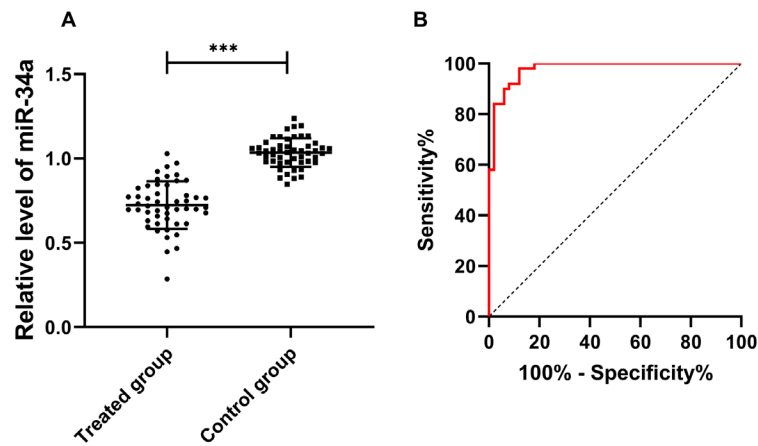 A
***
1.5
1.0
0.5
0.0
Relative level of miR-34a
Treated group
Control group
B
100
80
60
40
20
0
Sensitivity%
0 20 40 60 80 100
100% - Specificity%